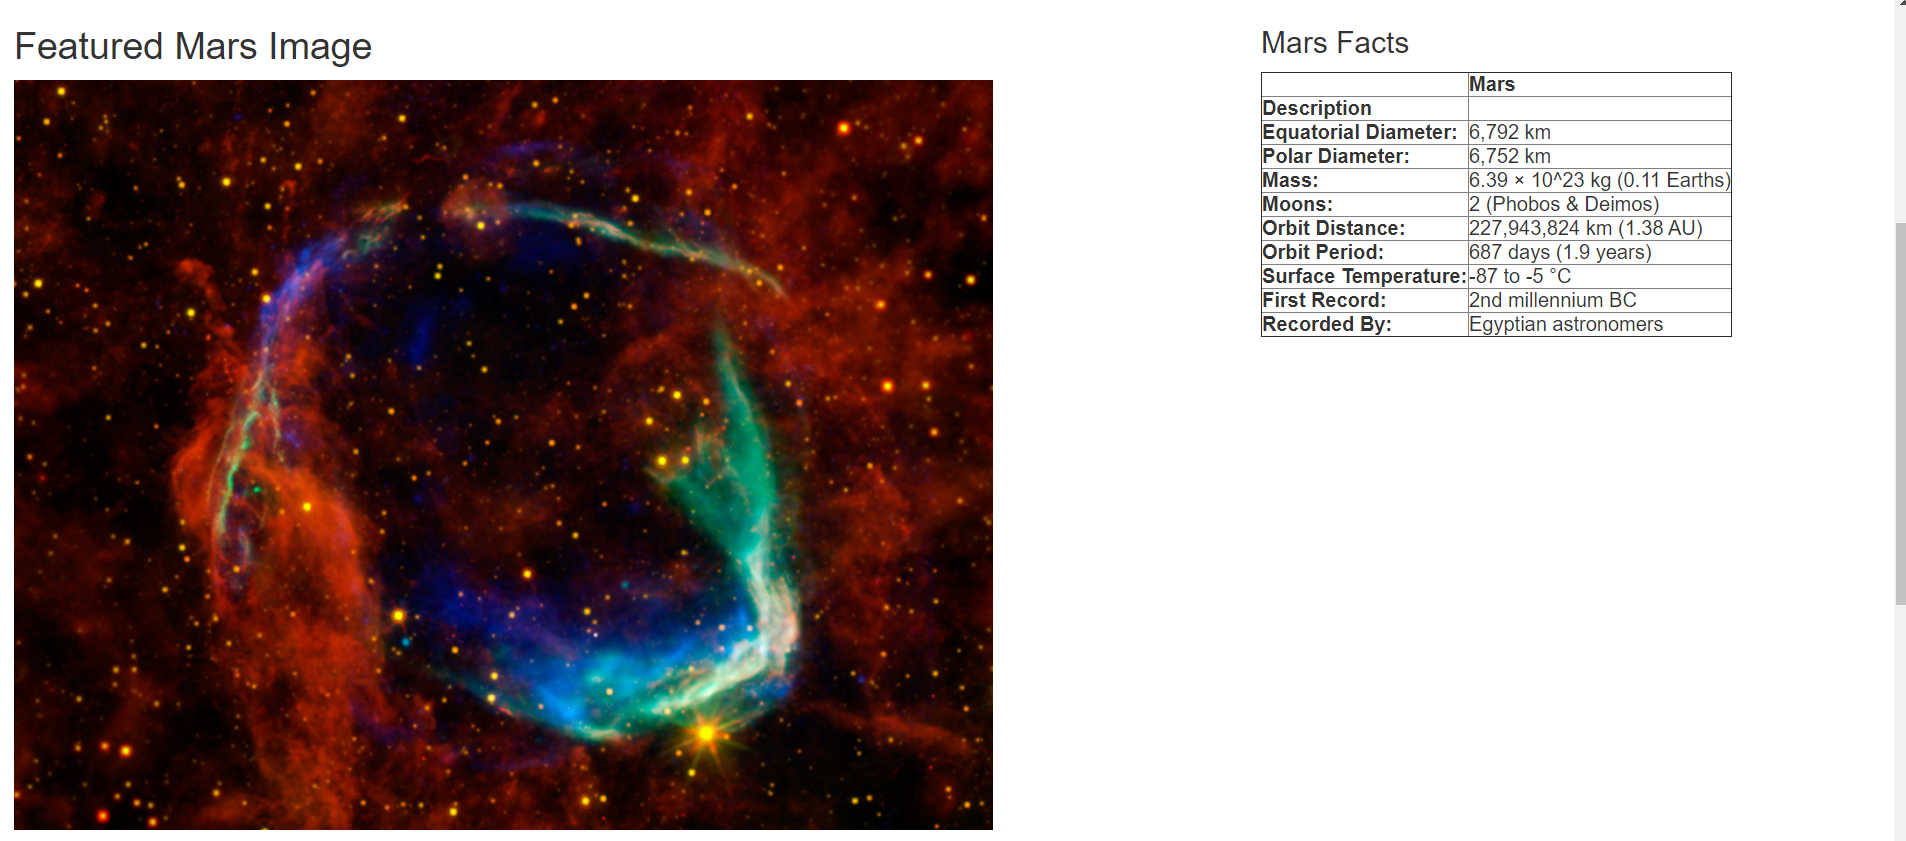 Featured Mars Image
Mars Facts
Mars
Description
Equatorial Diameter: 6,792 km
Polar Diameter: 6,752 km
Mass: 6.39 × 10^23 kg (0.11 Earths)
Moons: 2 (Phobos & Deimos)
Orbit Distance: 227,943,824 km (1.38 AU)
Orbit Period: 687 days (1.9 years)
Surface Temperature: -87 to -5 °C
First Record: 2nd millennium BC
Recorded By: Egyptian astronomers